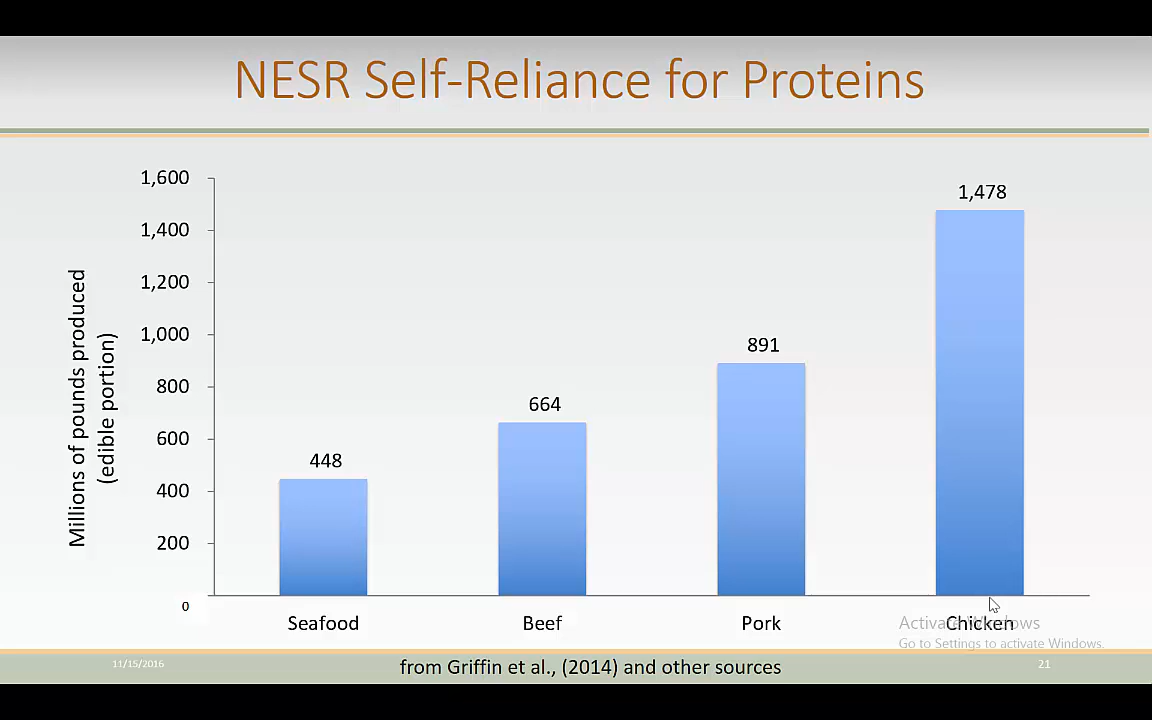 NESR Self-Reliance for Proteins
1,600
1,400
1,200
1,000
800
600
400
200
0
Millions of pounds produced
(edible portion)
448
664
891
1,478
Seafood
Beef
Pork
Chicken
Activate Windows
Go to Settings to activate Windows.
11/15/2016
from Griffin et al., (2014) and other sources
21